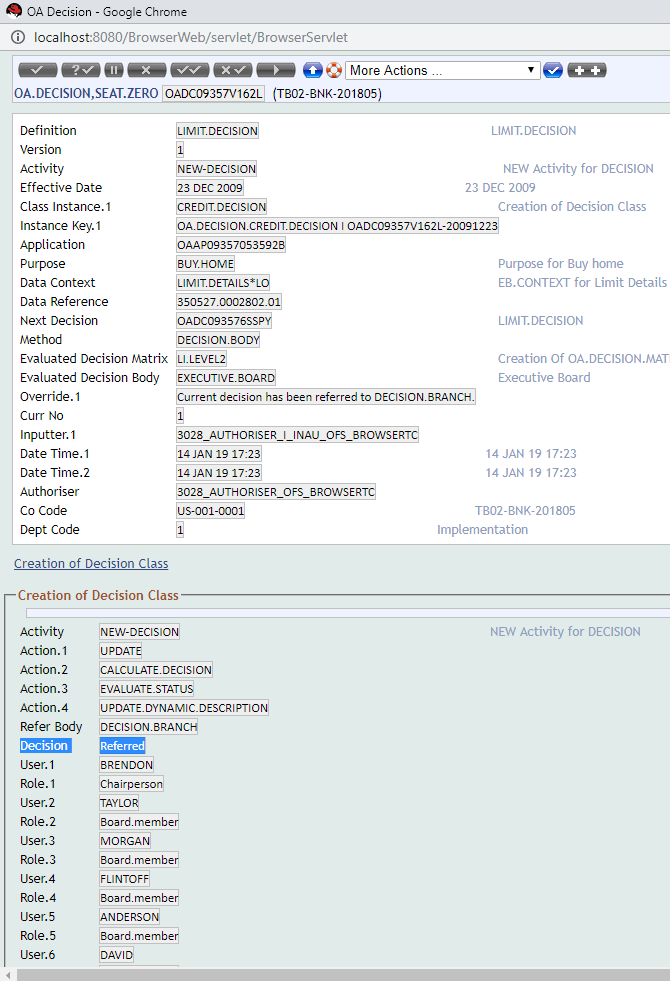 OA Decision - Google Chrome
localhost:8080/BrowserWeb/servlet/BrowserServlet
More Actions ...
OA.DECISION,SEAT.ZERO OADC09357V162L (TB02-BNK-201805)
Definition LIMIT.DECISION LIMIT.DECISION
Version 1
Activity NEW-DECISION NEW Activity for DECISION
Effective Date 23 DEC 2009 23 DEC 2009
Class Instance.1 CREDIT.DECISION Creation of Decision Class
Instance Key.1 OA.DECISION.CREDIT.DECISION I OADC09357V162L-20091223
Application OAAP09357053592B
Purpose BUY.HOME Purpose for Buy home
Data Context LIMIT.DETAILS*LO EB.CONTEXT for Limit Details
Data Reference 350527.0002802.01
Next Decision OADC093576SSPY LIMIT.DECISION
Method DECISION.BODY
Evaluated Decision Matrix LI.LEVEL2 Creation Of OA.DECISION.MAT
Evaluated Decision Body EXECUTIVE.BOARD Executive Board
Override.1 Current decision has been referred to DECISION.BRANCH.
Curr No 1
Inputter.1 3028_AUTHORISER_I_INAU_OFS_BROWSERTC
Date Time.1 14 JAN 19 17:23 14 JAN 19 17:23
Date Time.2 14 JAN 19 17:23 14 JAN 19 17:23
Authoriser 3028_AUTHORISER_OFS_BROWSERTC
Co Code US-001-0001 TB02-BNK-201805
Dept Code 1 Implementation
Creation of Decision Class
Creation of Decision Class
Activity NEW-DECISION NEW Activity for DECISION
Action.1 UPDATE
Action.2 CALCULATE.DECISION
Action.3 EVALUATE.STATUS
Action.4 UPDATE.DYNAMIC.DESCRIPTION
Refer Body DECISION.BRANCH
Decision Referred
User.1 BRENDON
Role.1 Chairperson
User.2 TAYLOR
Role.2 Board.member
User.3 MORGAN
Role.3 Board.member
User.4 FLINTOFF
Role.4 Board.member
User.5 ANDERSON
Role.5 Board.member
User.6 DAVID